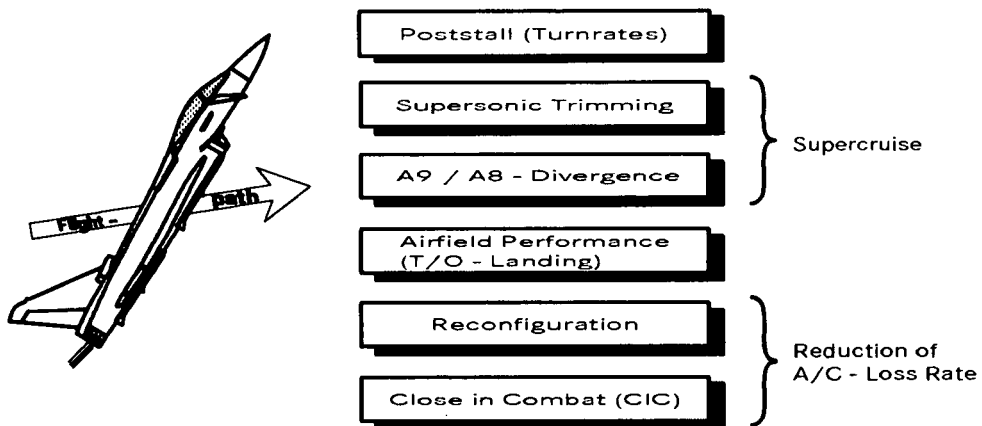 Poststall (Turnrates)
Supersonic Trimming
A9 / A8 - Divergence
Supercruise
Flight - path
Airfield Performance
(T/O - Landing)
Reconfiguration
Close in Combat (CIC)
Reduction of
A/C - Loss Rate